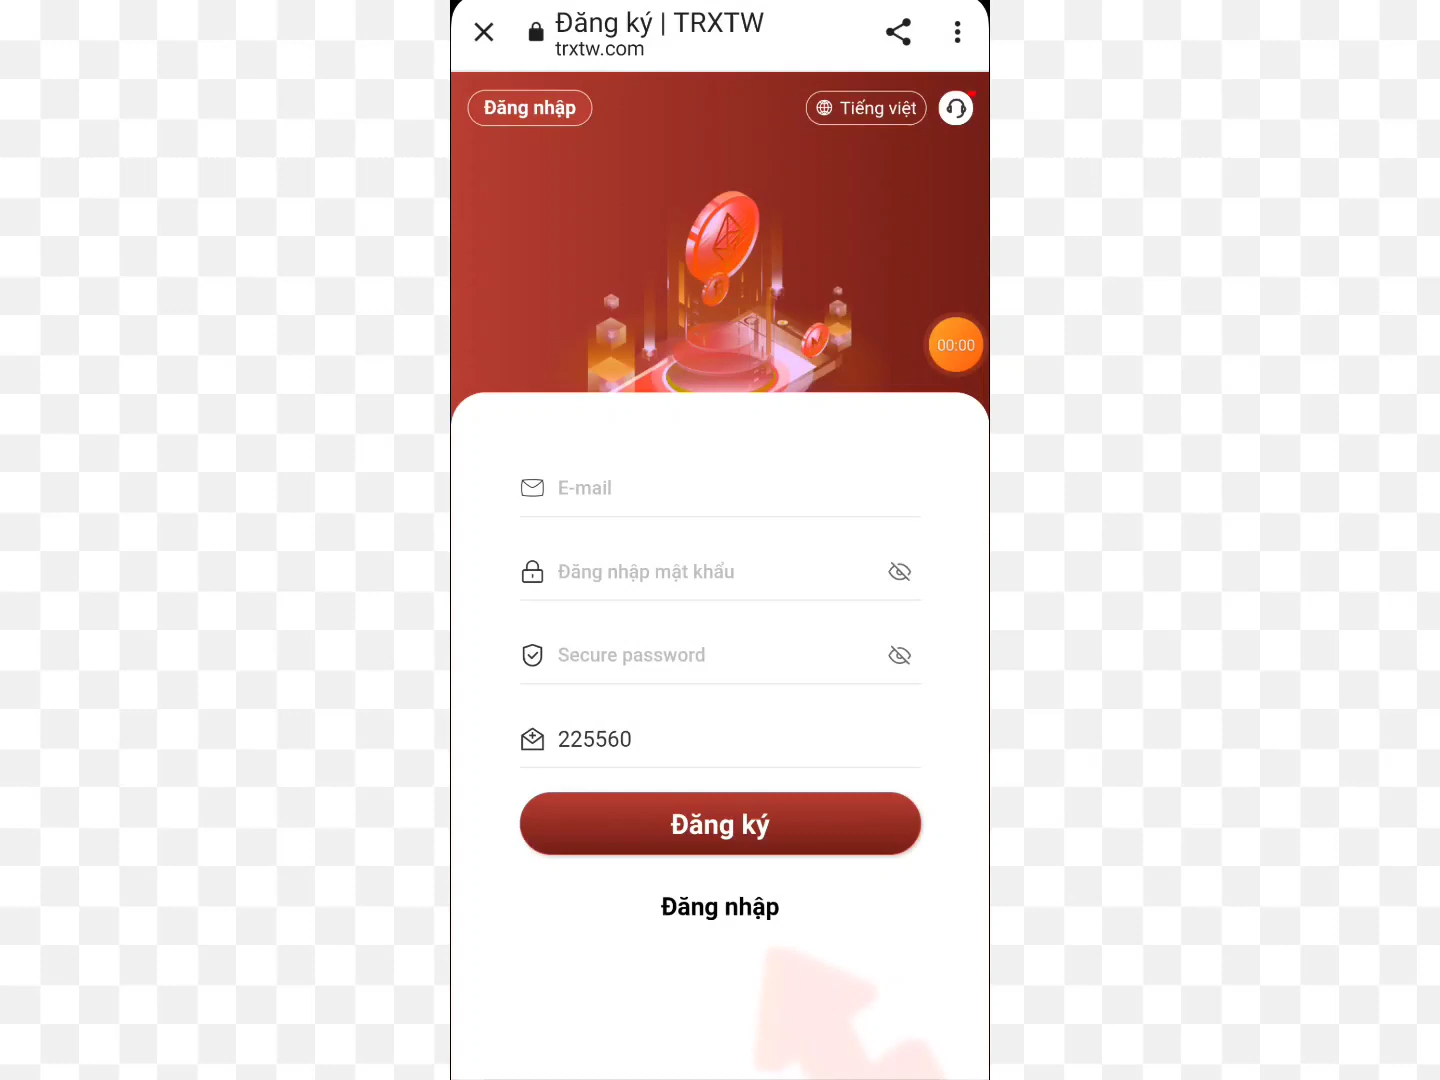 Đăng ký | TRXTW
trxtw.com
Đăng nhập
Tiếng việt
00:00
E-mail
Đăng nhập mật khẩu
Secure password
225560
Đăng ký
Đăng nhập